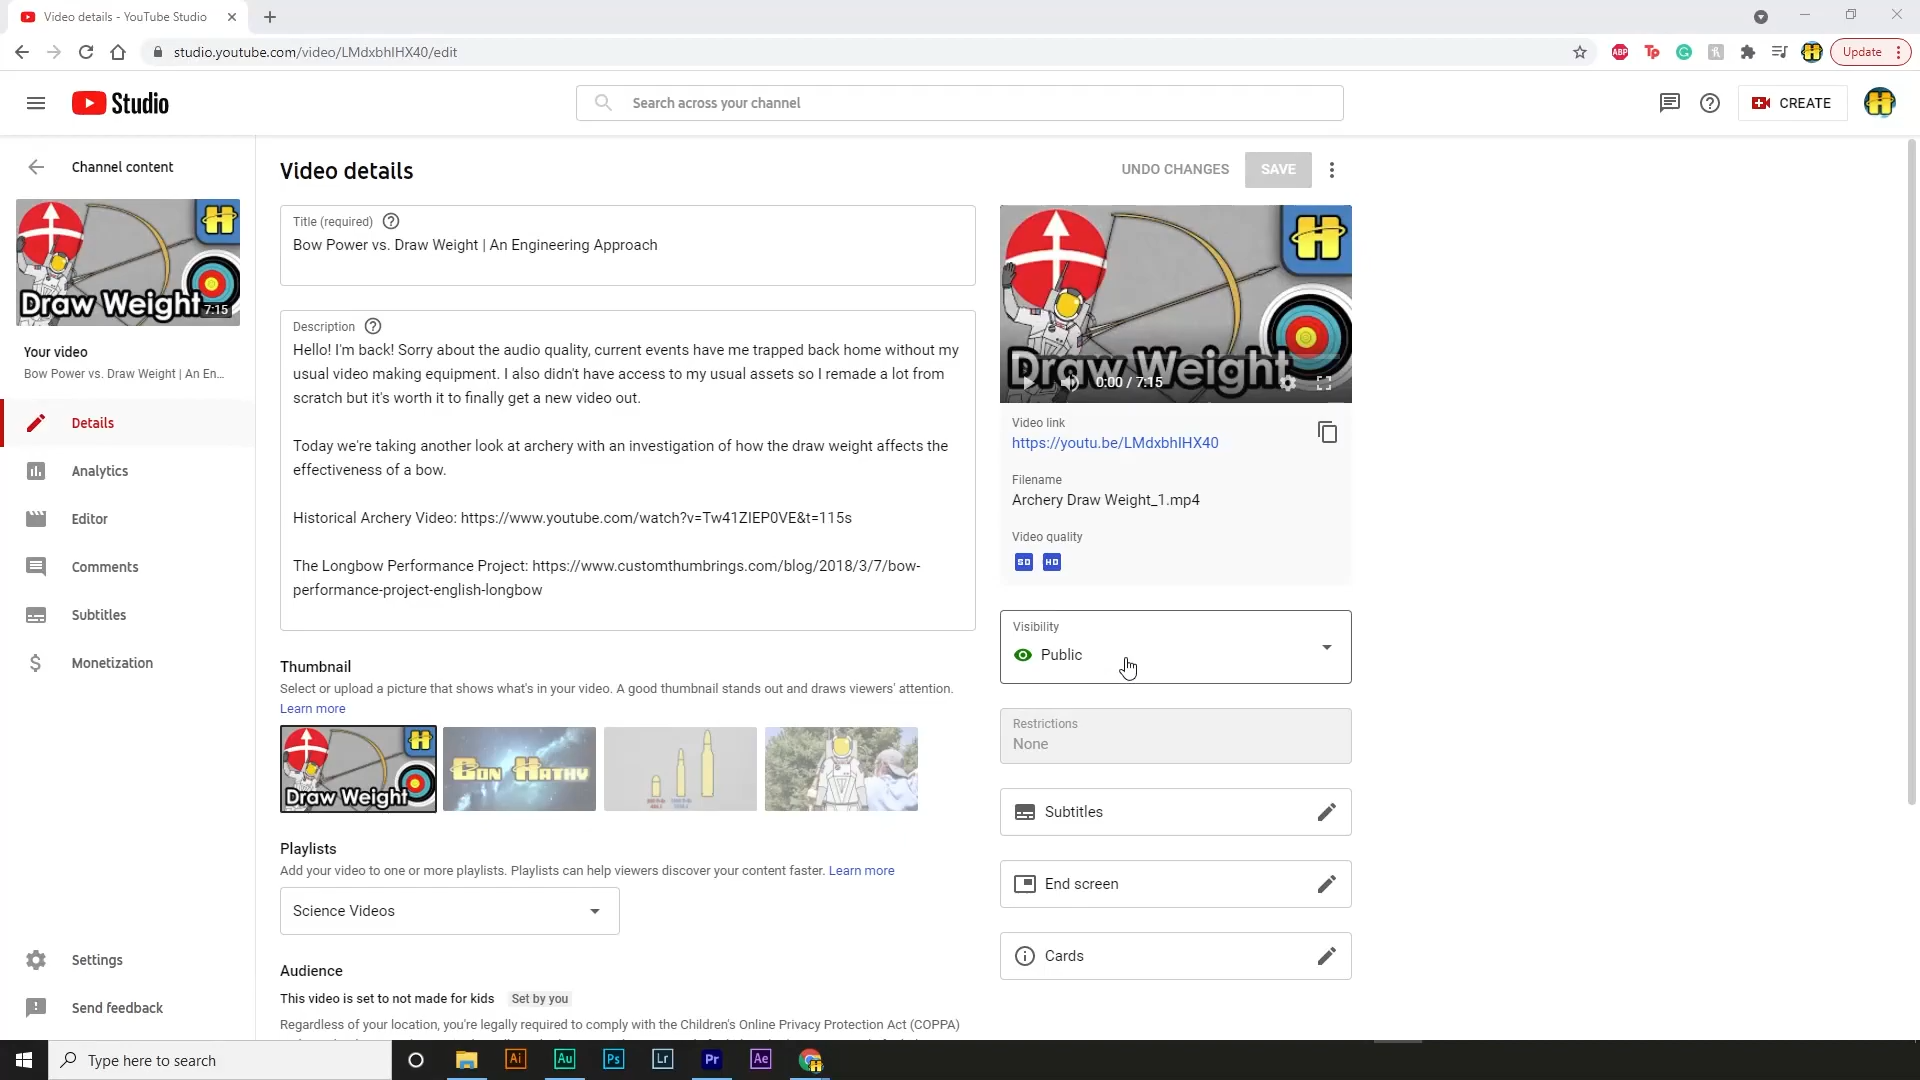 Video details - YouTube Studio
studio.youtube.com/video/LMdxbhIHX40/edit
ABP
Tp
Update
Studio
Search across your channel
CREATE
Channel content
Video details
UNDO CHANGES
SAVE
Draw Weight
7:15
Your video
Bow Power vs. Draw Weight | An En...
Details
Analytics
Editor
Comments
Subtitles
Monetization
Settings
Send feedback
Title (required)
Bow Power vs. Draw Weight | An Engineering Approach
Description
Hello! I'm back! Sorry about the audio quality, current events have me trapped back home without my
usual video making equipment. I also didn't have access to my usual assets so I remade a lot from
scratch but it's worth it to finally get a new video out.
Today we're taking another look at archery with an investigation of how the draw weight affects the
effectiveness of a bow.
Historical Archery Video: https://www.youtube.com/watch?v=Tw41ZIEP0VE&t=115s
The Longbow Performance Project: https://www.customthumbrings.com/blog/2018/3/7/bow-
performance-project-english-longbow
Thumbnail
Select or upload a picture that shows what's in your video. A good thumbnail stands out and draws viewers' attention.
Learn more
Draw Weight
Bon Hathy
Playlists
Add your video to one or more playlists. Playlists can help viewers discover your content faster. Learn more
Science Videos
Audience
This video is set to not made for kids Set by you
Regardless of your location, you're legally required to comply with the Children's Online Privacy Protection Act (COPPA)
H
Draw Weight
0:00 / 7:15
Video link
https://youtu.be/LMdxbhIHX40
Filename
Archery Draw Weight_1.mp4
Video quality
SD HD
Visibility
Public
Restrictions
None
Subtitles
End screen
Cards
Type here to search
Ai
Au
Ps
Lr
Pr
Ae